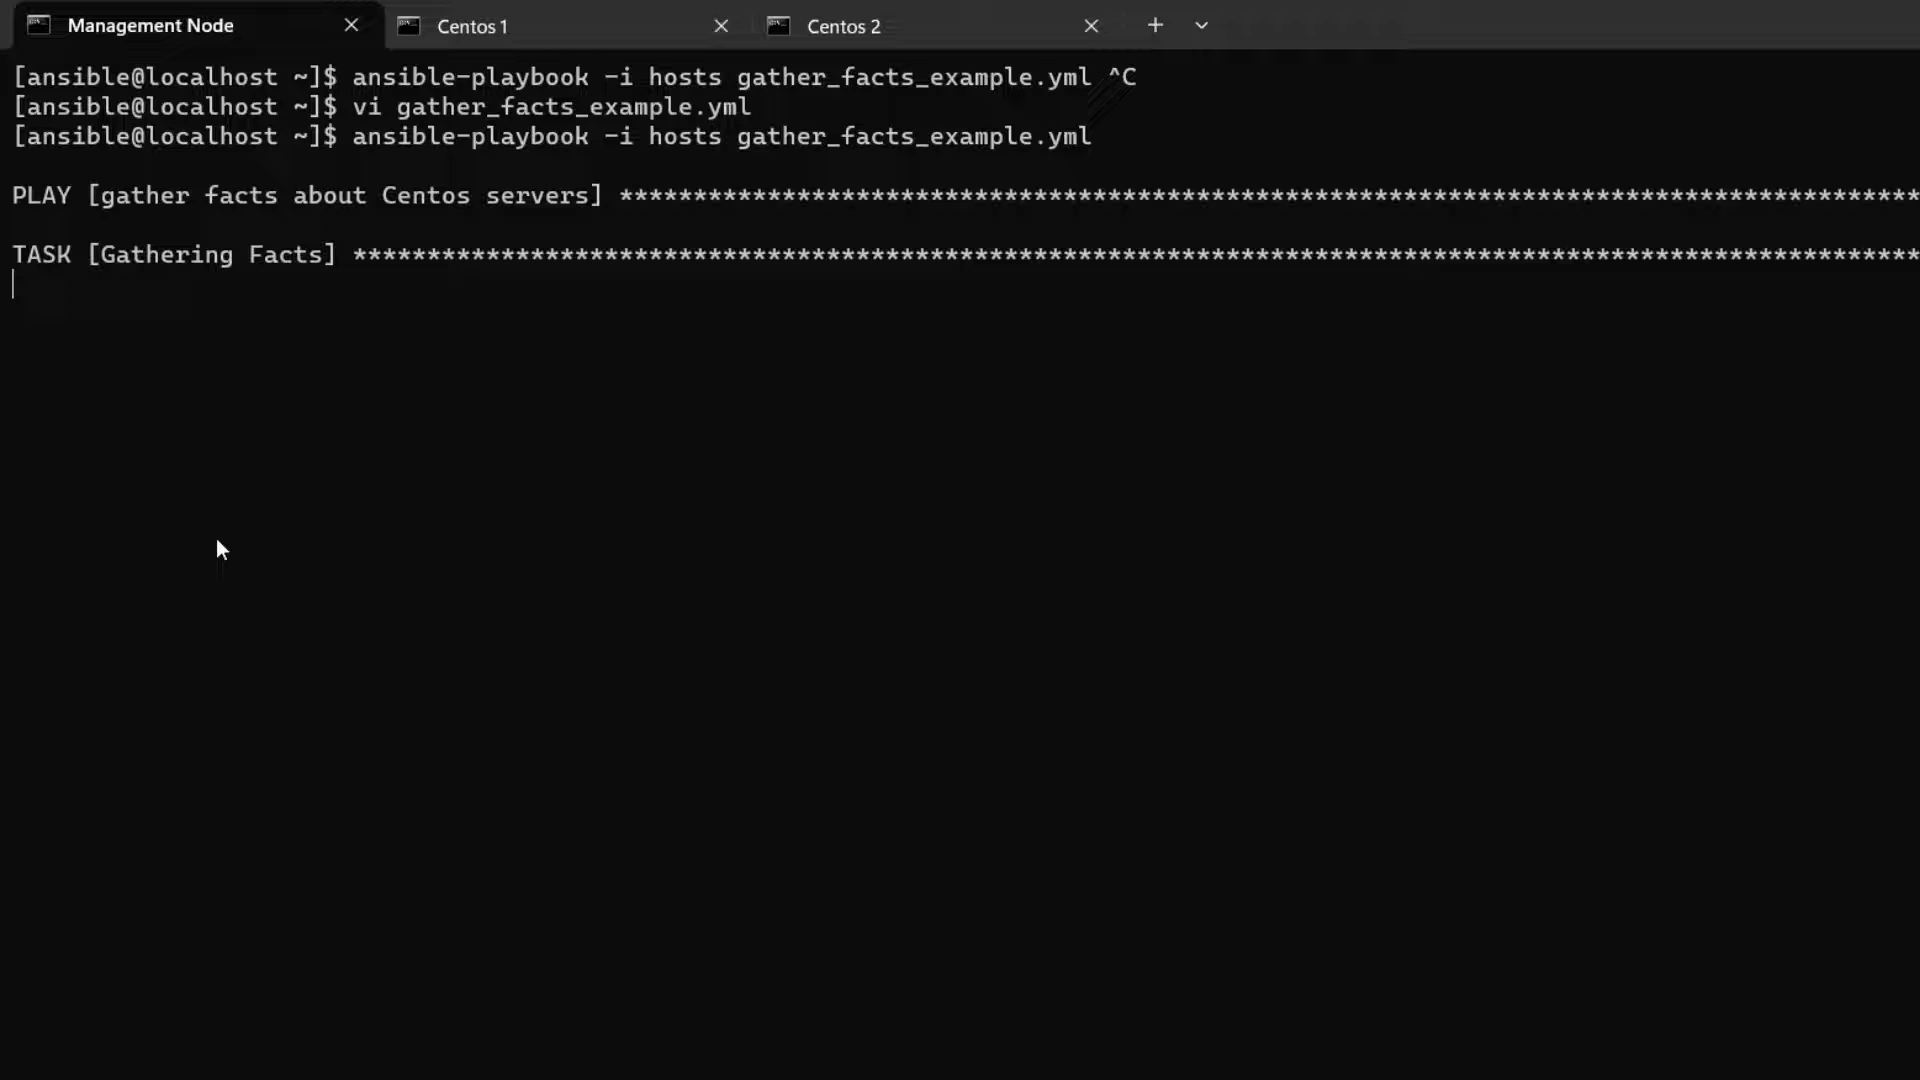 Management Node
Centos 1
Centos 2
[ansible@localhost ~]$ ansible-playbook -i hosts gather_facts_example.yml ^C
[ansible@localhost ~]$ vi gather_facts_example.yml
[ansible@localhost ~]$ ansible-playbook -i hosts gather_facts_example.yml
PLAY [gather facts about Centos servers] ****************************************************************************************
TASK [Gathering Facts] **********************************************************************************************************